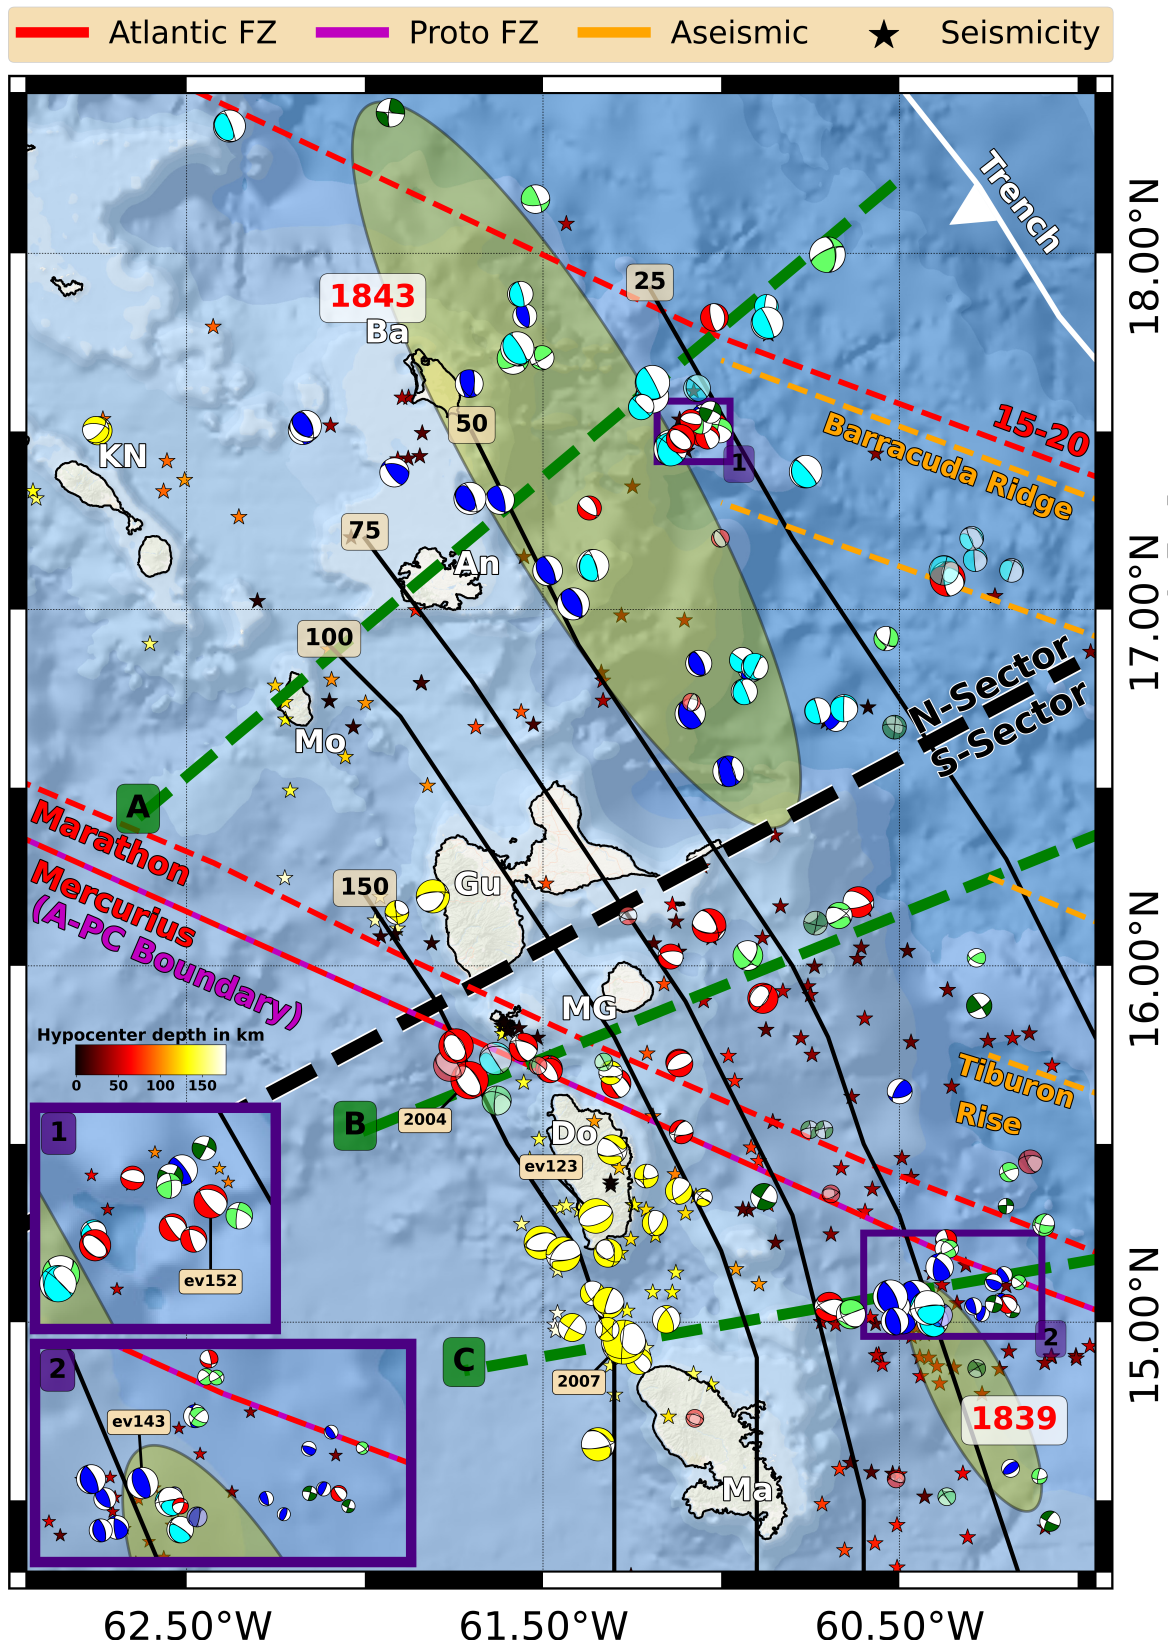 Atlantic FZ
Proto FZ
Aseismic
Seismicity
Trench
18.00°N
25
1843
Ba
15-20
Barracuda Ridge
50
KN
1
75
An
17.00°N
100
N-Sector
S-Sector
Mo
A
Marathon
Mercurius
(A-PC Boundary)
150
Gu
16.00°N
MG
Hypocenter depth in km
0 50 100 150
Tiburon
Rise
2004
B
Do
ev123
1
ev152
15.00°N
2
C
2007
2
ev143
1839
Ma
62.50°W
61.50°W
60.50°W